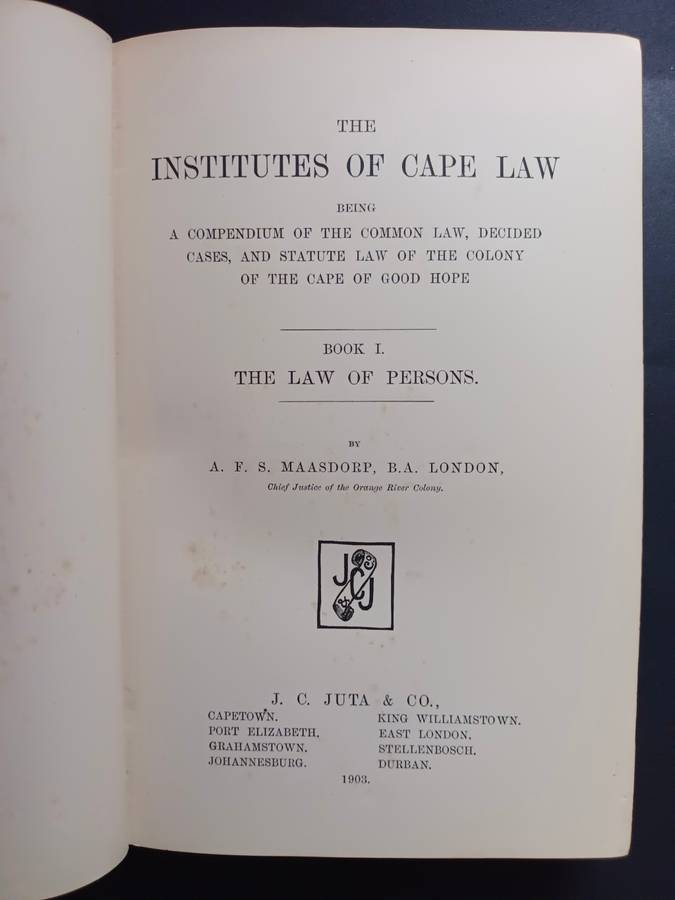 THE
INSTITUTES OF CAPE LAW
BEING
A COMPENDIUM OF THE COMMON LAW, DECIDED
CASES, AND STATUTE LAW OF THE COLONY
OF THE CAPE OF GOOD HOPE
BOOK I.
THE LAW OF PERSONS.
BY
A. F. S. MAASDORP, B.A. LONDON,
Chief Justice of the Orange River Colony.
J. C. JUTA & CO.,
CAPETOWN. KING WILLIAMSTOWN.
PORT ELIZABETH. EAST LONDON.
GRAHAMSTOWN. STELLENBOSCH.
JOHANNESBURG. DURBAN.
1903.